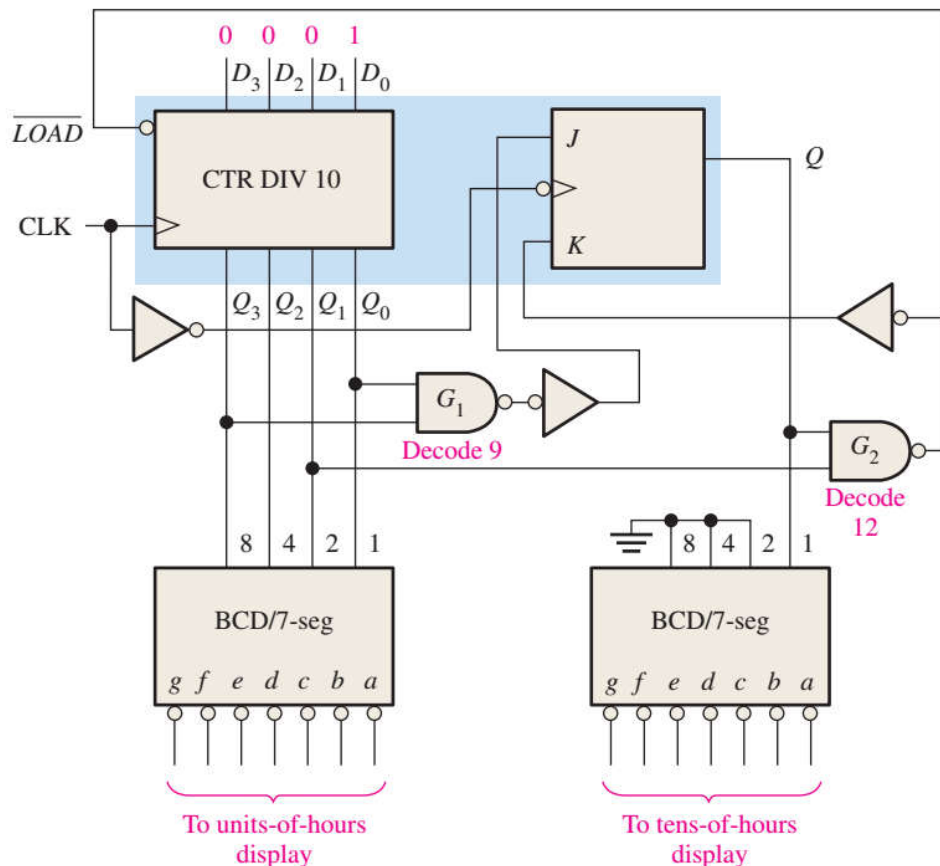 0 0 0 1
D3 D2 D1 D0
LOAD
CTR DIV 10
J
Q
CLK
K
Q3 Q2 Q1 Q0
G1
Decode 9
G2
Decode
12
8 4 2 1
8 4 2 1
BCD/7-seg
BCD/7-seg
g f e d c b a
g f e d c b a
To units-of-hours
display
To tens-of-hours
display